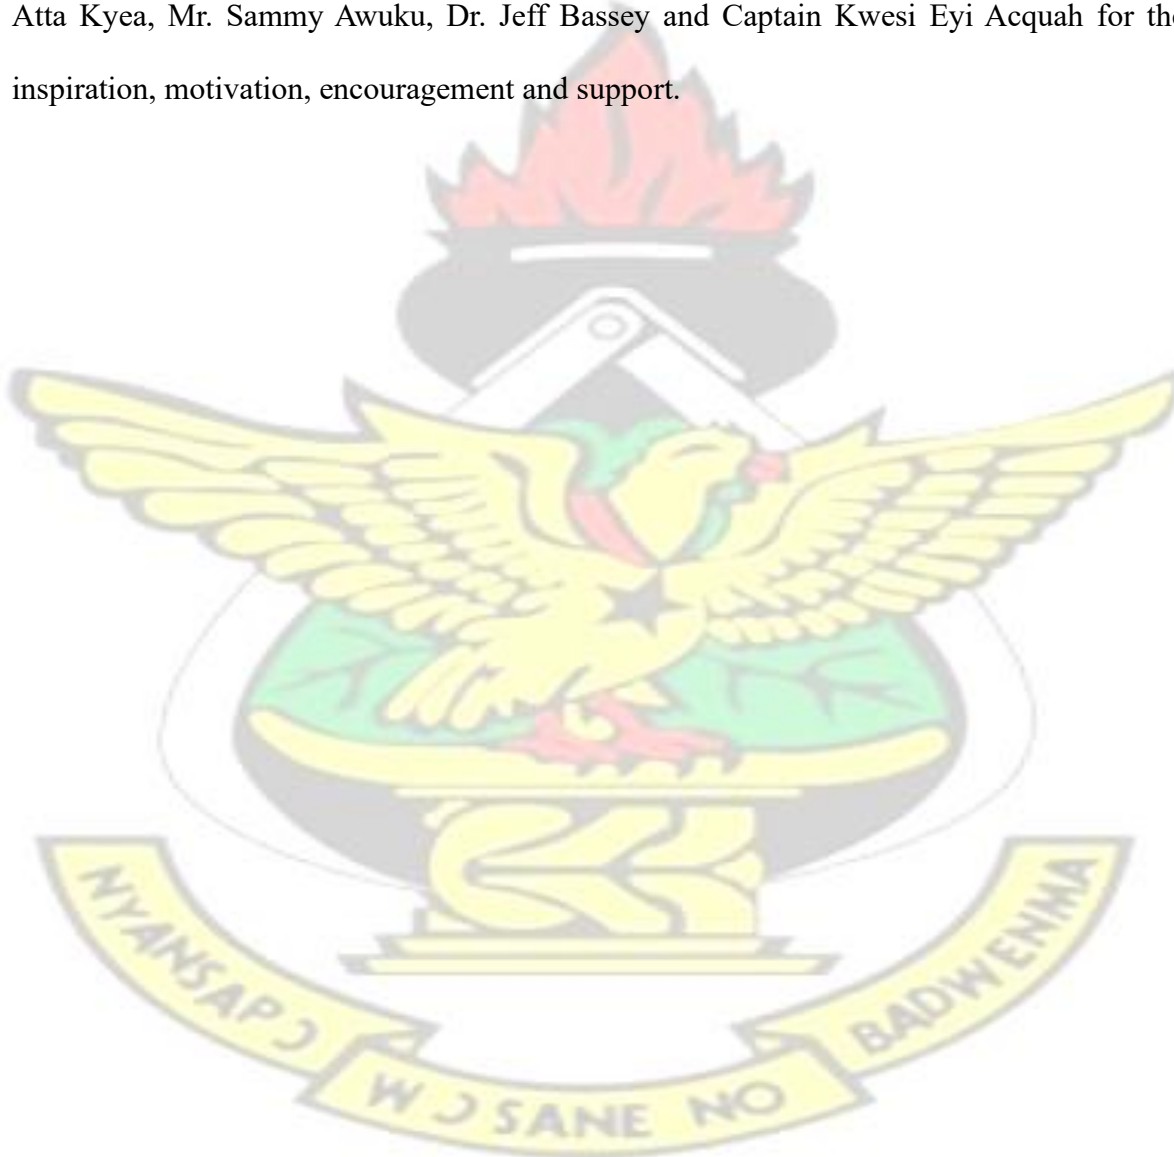 Atta Kyea, Mr. Sammy Awuku, Dr. Jeff Bassey and Captain Kwesi Eyi Acquah for the
inspiration, motivation, encouragement and support.
NYANSAPƆ
WƆSANE NO
BADWENMA